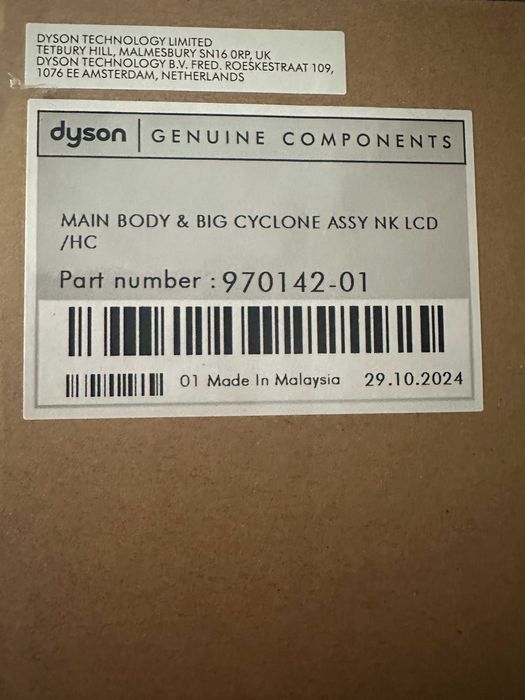 DYSON TECHNOLOGY LIMITED
TETBURY HILL, MALMESBURY SN16 0RP, UK
DYSON TECHNOLOGY B.V. FRED. ROESKESTRAAT 109,
1076 EE AMSTERDAM, NETHERLANDS
dyson | GENUINE COMPONENTS
MAIN BODY & BIG CYCLONE ASSY NK LCD
/HC
Part number : 970142-01
01 Made In Malaysia 29.10.2024